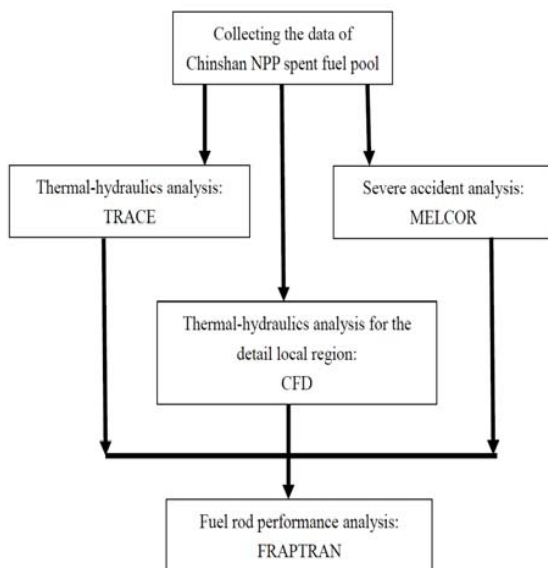 Collecting the data of
Chinshan NPP spent fuel pool
Thermal-hydraulics analysis:
TRACE
Severe accident analysis:
MELCOR
Thermal-hydraulics analysis for the
detail local region:
CFD
Fuel rod performance analysis:
FRAPTRAN